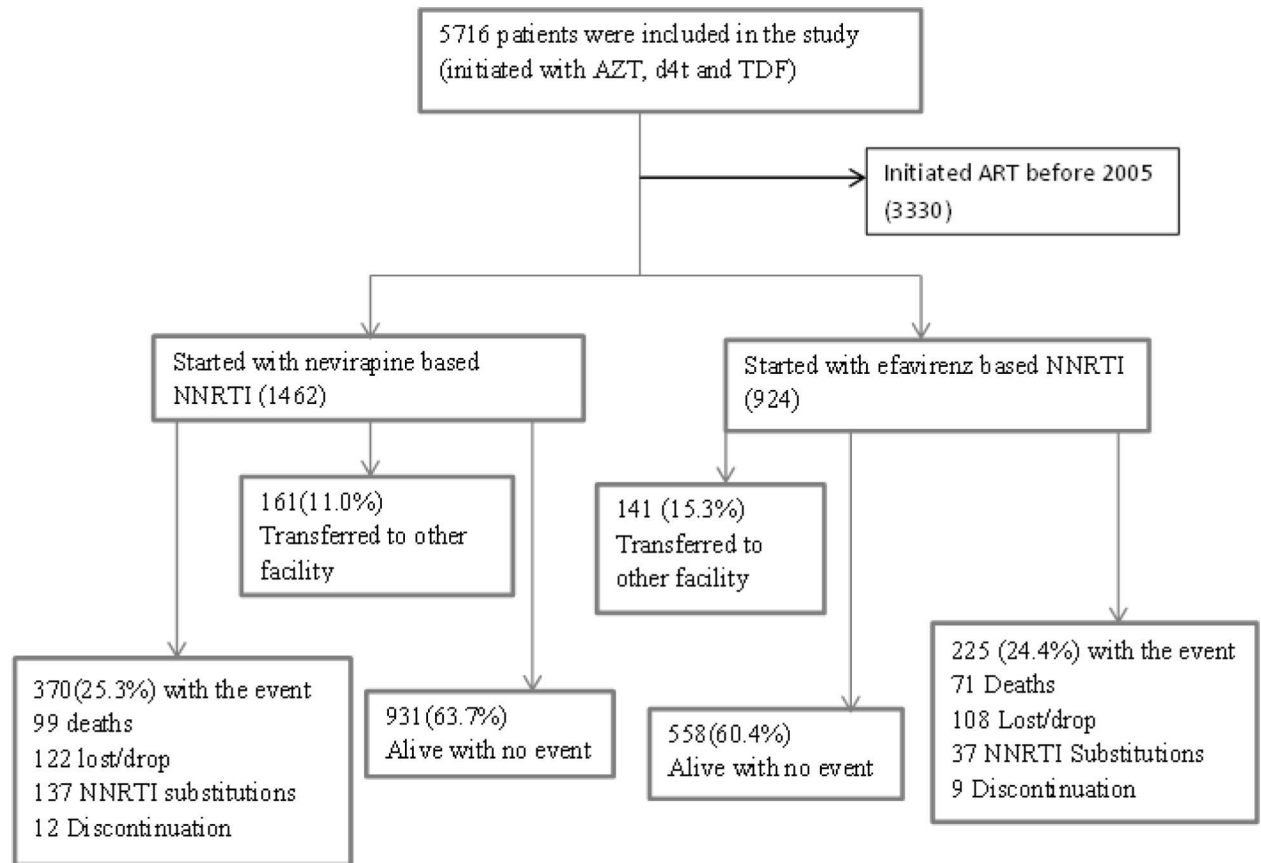 5716 patients were included in the study
(initiated with AZT, d4t and TDF)
Initiated ART before 2005
(3330)
Started with nevirapine based
NNRTI (1462)
Started with efavirenz based NNRTI
(924)
161(11.0%)
Transferred to other
facility
141 (15.3%)
Transferred to
other facility
370(25.3%) with the event
99 deaths
122 lost/drop
137 NNRTI substitutions
12 Discontinuation
931(63.7%)
Alive with no event
558(60.4%)
Alive with no event
225 (24.4%) with the event
71 Deaths
108 Lost/drop
37 NNRTI Substitutions
9 Discontinuation